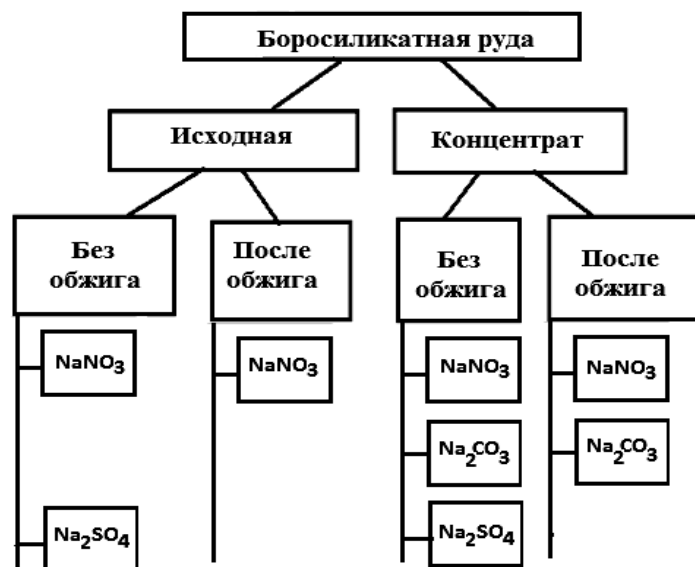 Боросиликатная руда
Исходная
Концентрат
Без
обжига
После
обжига
Без
обжига
После
обжига
NaNO₃
NaNO₃
NaNO₃
NaNO₃
Na₂CO₃
Na₂CO₃
Na₂SO₄
Na₂SO₄